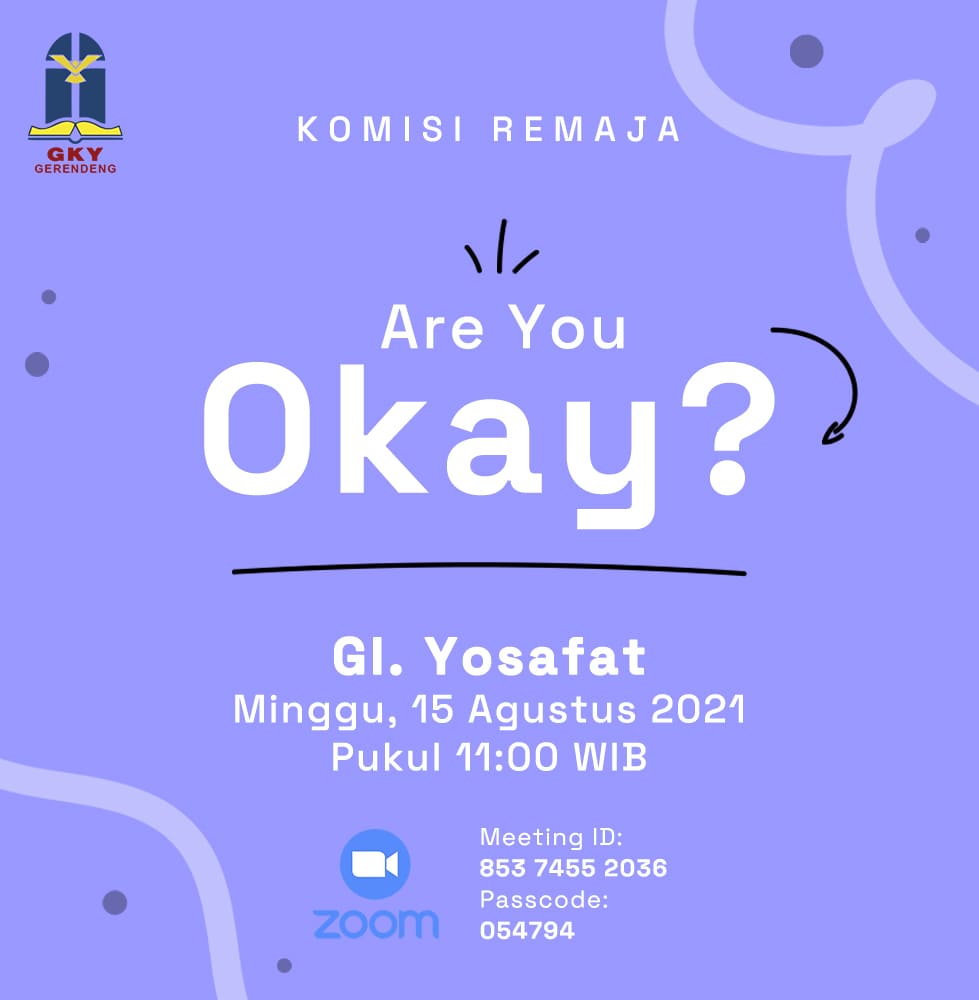 GKY
GERENDENG
KOMISI REMAJA
Are You
Okay?
GI. Yosafat
Minggu, 15 Agustus 2021
Pukul 11:00 WIB
zoom
Meeting ID:
853 7455 2036
Passcode:
054794